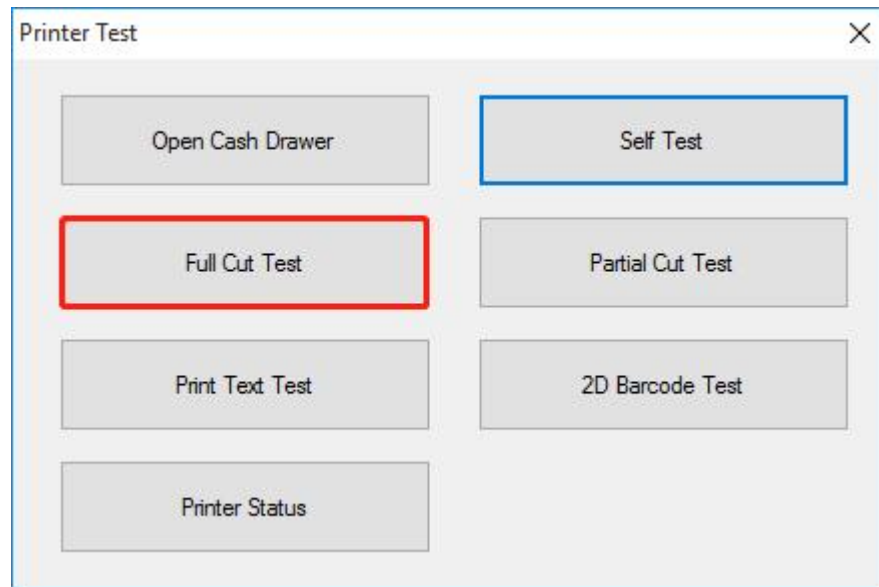 Printer Test
Open Cash Drawer
Self Test
Full Cut Test
Partial Cut Test
Print Text Test
2D Barcode Test
Printer Status